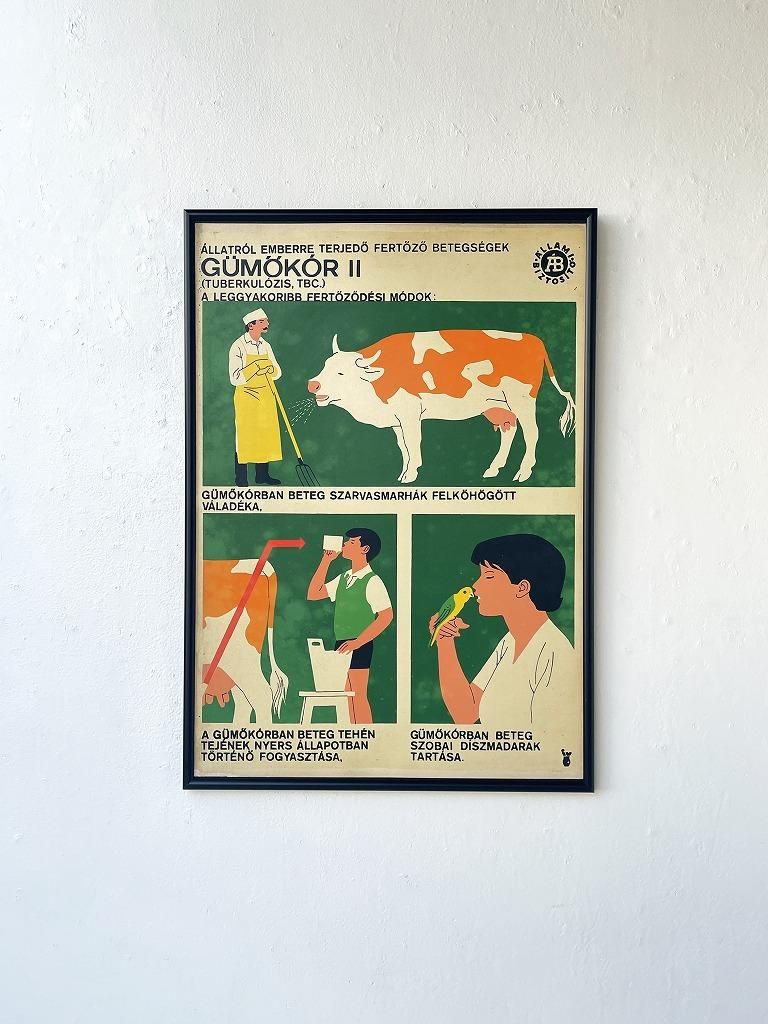 ÁLLATRÓL EMBERRE TERJEDŐ FERTŐZŐ BETEGSÉGEK
GÜMŐKÓR II
(TUBERKULÓZIS, TBC.)
A LEGGYAKORIBB FERTŐZŐDÉSI MÓDOK:
ÁLLAMI BIZTOSÍTÓ
ÁB
GÜMŐKÓRBAN BETEG SZARVASMARHÁK FELKÖHÖGÖTT
VÁLADÉKA,
A GÜMŐKÓRBAN BETEG TEHÉN
TEJÉNEK NYERS ÁLLAPOTBAN
TÖRTÉNŐ FOGYASZTÁSA,
GÜMŐKÓRBAN BETEG
SZOBAI DÍSZMADARAK
TARTÁSA.